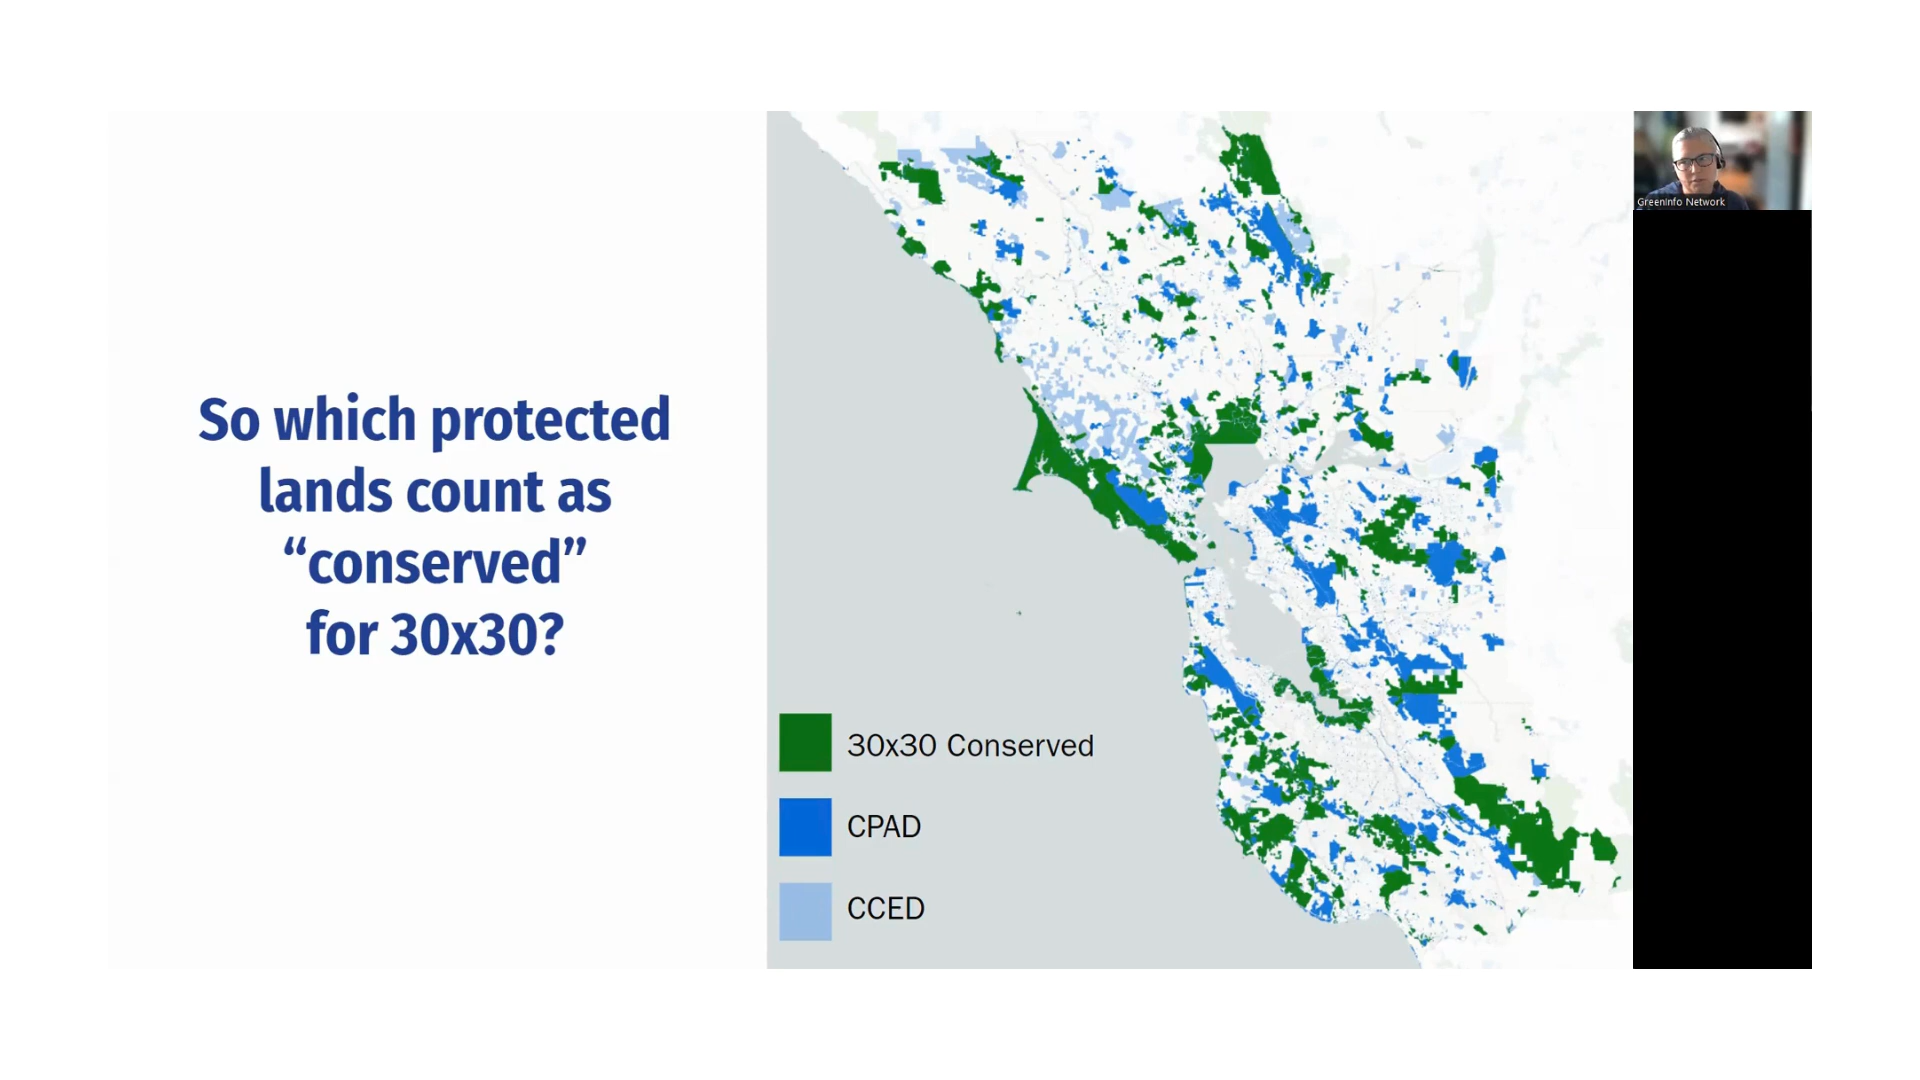 So which protected
lands count as
“conserved”
for 30x30?
30x30 Conserved
CPAD
CCED
GreenInfo Network